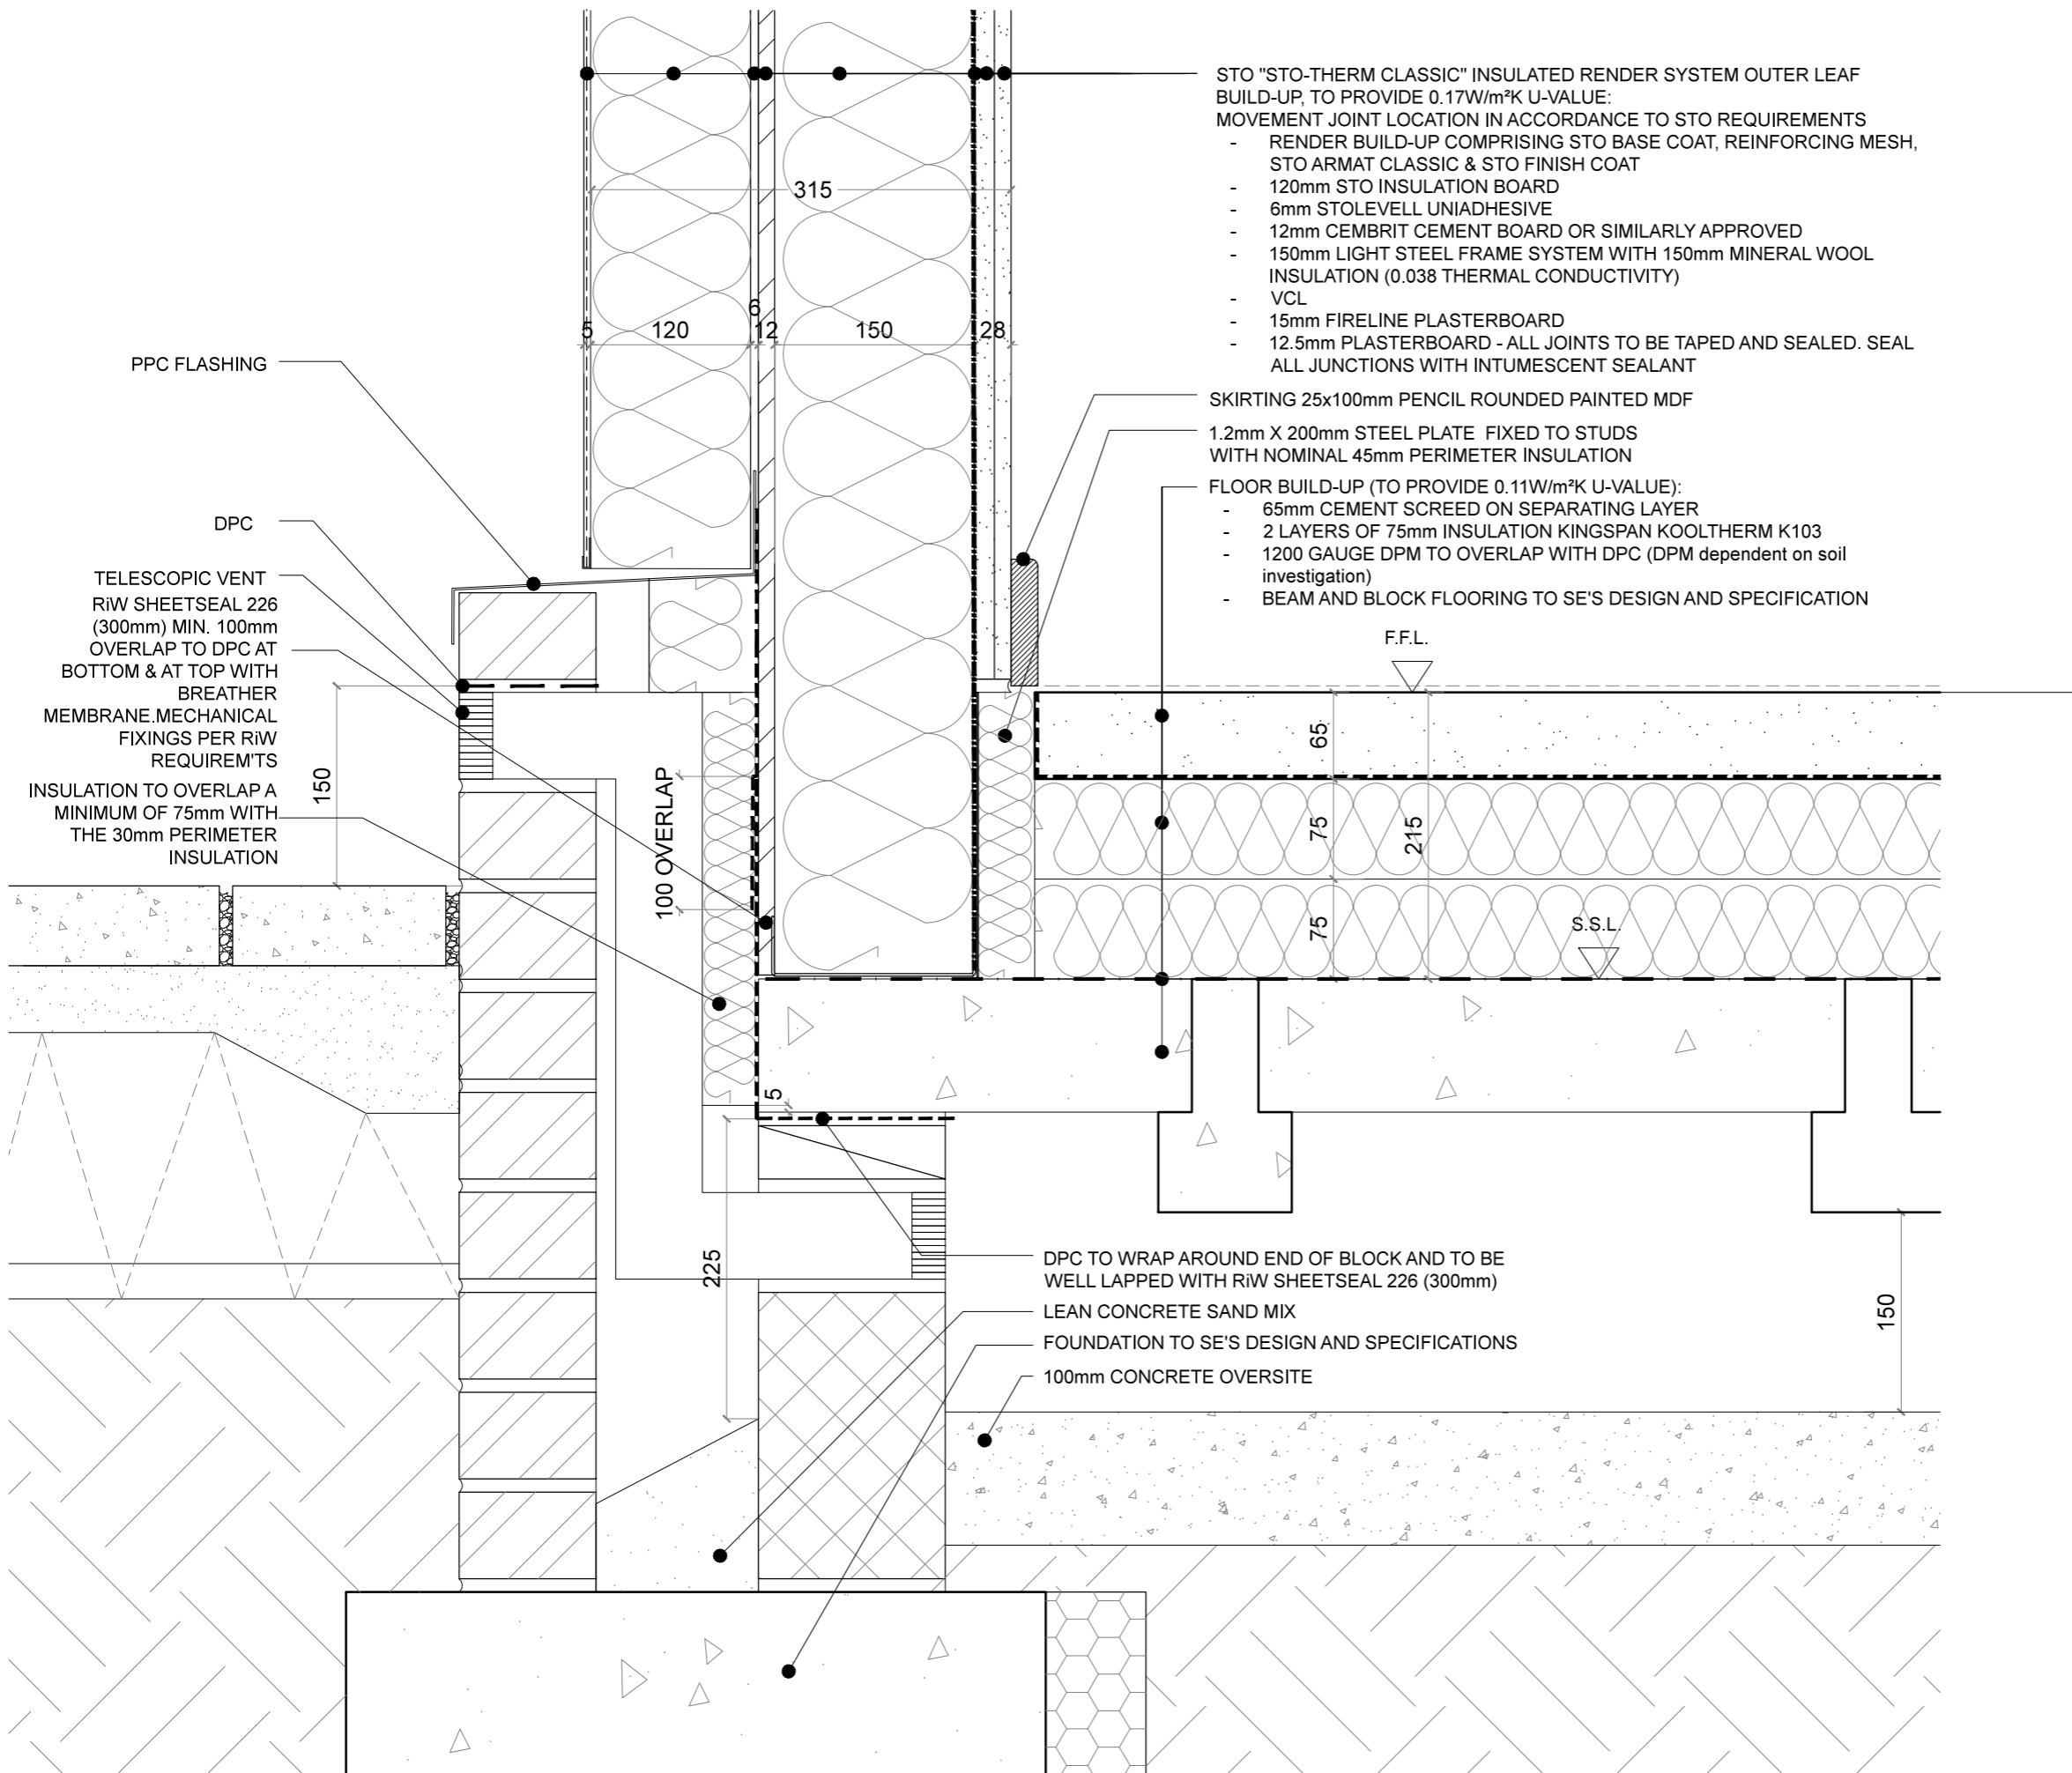 STO "STO-THERM CLASSIC" INSULATED RENDER SYSTEM OUTER LEAF
BUILD-UP, TO PROVIDE 0.17W/m²K U-VALUE:
MOVEMENT JOINT LOCATION IN ACCORDANCE TO STO REQUIREMENTS
- RENDER BUILD-UP COMPRISING STO BASE COAT, REINFORCING MESH,
STO ARMAT CLASSIC & STO FINISH COAT
- 120mm STO INSULATION BOARD
- 6mm STOLEVELL UNIADHESIVE
- 12mm CEMBRIT CEMENT BOARD OR SIMILARLY APPROVED
- 150mm LIGHT STEEL FRAME SYSTEM WITH 150mm MINERAL WOOL
INSULATION (0.038 THERMAL CONDUCTIVITY)
- VCL
- 15mm FIRELINE PLASTERBOARD
- 12.5mm PLASTERBOARD - ALL JOINTS TO BE TAPED AND SEALED. SEAL
ALL JUNCTIONS WITH INTUMESCENT SEALANT
315
6
5 120 12 150 28
PPC FLASHING
DPC
TELESCOPIC VENT
RiW SHEETSEAL 226
(300mm) MIN. 100mm
OVERLAP TO DPC AT
BOTTOM & AT TOP WITH
BREATHER
MEMBRANE.MECHANICAL
FIXINGS PER RiW
REQUIREM'TS
INSULATION TO OVERLAP A
MINIMUM OF 75mm WITH
THE 30mm PERIMETER
INSULATION
150
100 OVERLAP
SKIRTING 25x100mm PENCIL ROUNDED PAINTED MDF
1.2mm X 200mm STEEL PLATE FIXED TO STUDS
WITH NOMINAL 45mm PERIMETER INSULATION
FLOOR BUILD-UP (TO PROVIDE 0.11W/m²K U-VALUE):
- 65mm CEMENT SCREED ON SEPARATING LAYER
- 2 LAYERS OF 75mm INSULATION KINGSPAN KOOLTHERM K103
- 1200 GAUGE DPM TO OVERLAP WITH DPC (DPM dependent on soil
investigation)
- BEAM AND BLOCK FLOORING TO SE'S DESIGN AND SPECIFICATION
F.F.L.
65
75
215
75
S.S.L.
5
225
DPC TO WRAP AROUND END OF BLOCK AND TO BE
WELL LAPPED WITH RiW SHEETSEAL 226 (300mm)
LEAN CONCRETE SAND MIX
FOUNDATION TO SE'S DESIGN AND SPECIFICATIONS
100mm CONCRETE OVERSITE
150